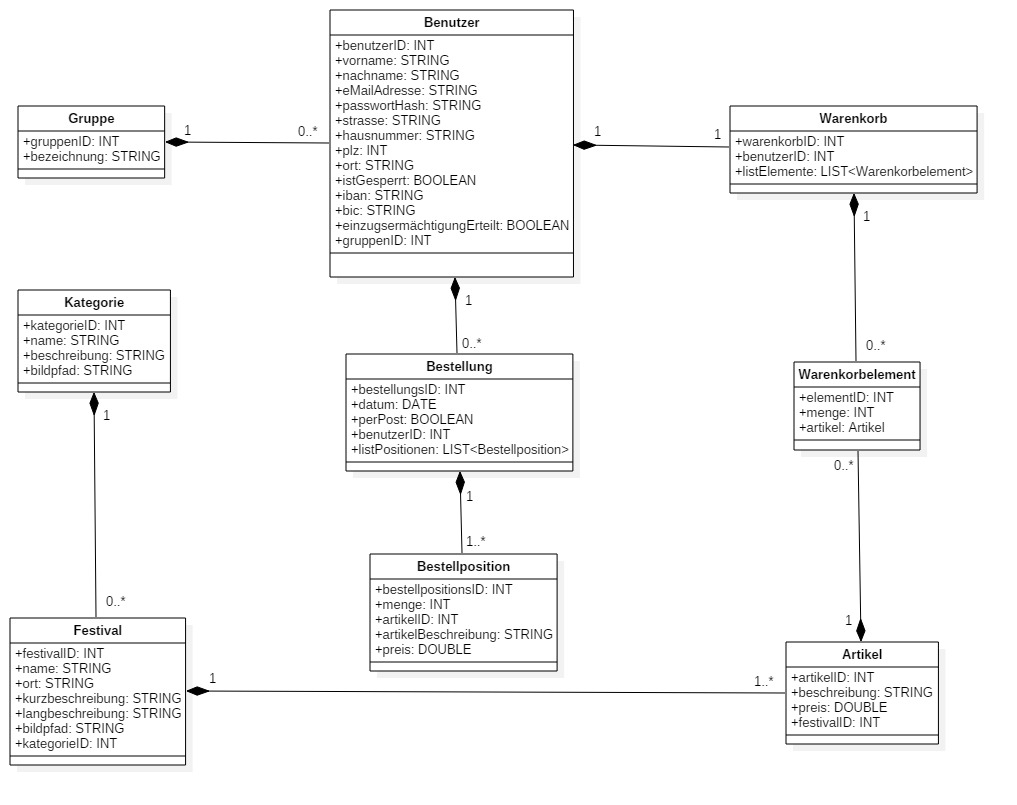 Benutzer
+benutzerID: INT
+vorname: STRING
+nachname: STRING
+eMailAdresse: STRING
+passwortHash: STRING
+strasse: STRING
+hausnummer: STRING
+plz: INT
+ort: STRING
+istGesperrt: BOOLEAN
+iban: STRING
+bic: STRING
+einzugsermächtigungErteilt: BOOLEAN
+gruppenID: INT
Gruppe
+gruppenID: INT
+bezeichnung: STRING
1
0..*
1
1
Warenkorb
+warenkorbID: INT
+benutzerID: INT
+listElemente: LIST<Warenkorbelement>
1
0..*
Kategorie
+kategorieID: INT
+name: STRING
+beschreibung: STRING
+bildpfad: STRING
1
0..*
1
0..*
Bestellung
+bestellungsID: INT
+datum: DATE
+perPost: BOOLEAN
+benutzerID: INT
+listPositionen: LIST<Bestellposition>
1
1..*
Warenkorbelement
+elementID: INT
+menge: INT
+artikel: Artikel
0..*
1
Bestellposition
+bestellpositionsID: INT
+menge: INT
+artikelID: INT
+artikelBeschreibung: STRING
+preis: DOUBLE
Festival
+festivalID: INT
+name: STRING
+ort: STRING
+kurzbeschreibung: STRING
+langbeschreibung: STRING
+bildpfad: STRING
+kategorieID: INT
1
1..*
Artikel
+artikelID: INT
+beschreibung: STRING
+preis: DOUBLE
+festivalID: INT